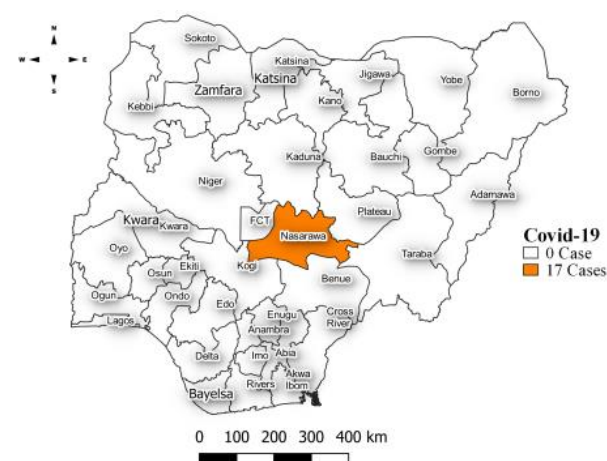 N
W E
S
Sokoto
Katsina
Katsina
Jigawa
Yobe
Zamfara
Borno
Kebbi
Kano
Kaduna
Bauchi
Gombe
Niger
Adamawa
Plateau
Kwara
Kwara
FCT
Nasarawa
Covid-19
0 Case
17 Cases
Oyo
Taraba
Osun
Ekiti
Kogi
Benue
Ogun
Ondo
Edo
Lagos
Enugu
Cross
River
Anambra
Delta
Imo
Abia
Akwa
Ibom
Rivers
Bayelsa
0 100 200 300 400 km